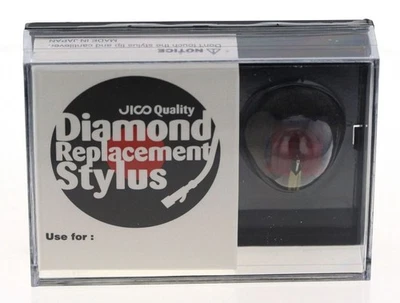 ⚠ NOTICE
Don't touch the stylus tip and cantilever.
MADE IN JAPAN
JICO Quality
Diamond
Replacement
Stylus
Use for :